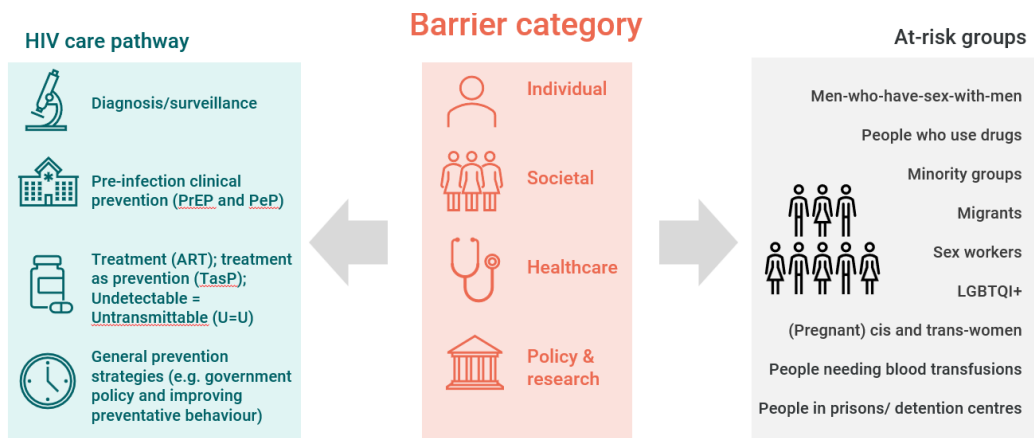 Barrier category
HIV care pathway
Diagnosis/surveillance
Pre-infection clinical
prevention (PrEP and PeP)
Treatment (ART); treatment
as prevention (TasP);
Undetectable =
Untransmittable (U=U)
General prevention
strategies (e.g. government
policy and improving
preventative behaviour)
Individual
Societal
Healthcare
Policy &
research
At-risk groups
Men-who-have-sex-with-men
People who use drugs
Minority groups
Migrants
Sex workers
LGBTQI+
(Pregnant) cis and trans-women
People needing blood transfusions
People in prisons/ detention centres